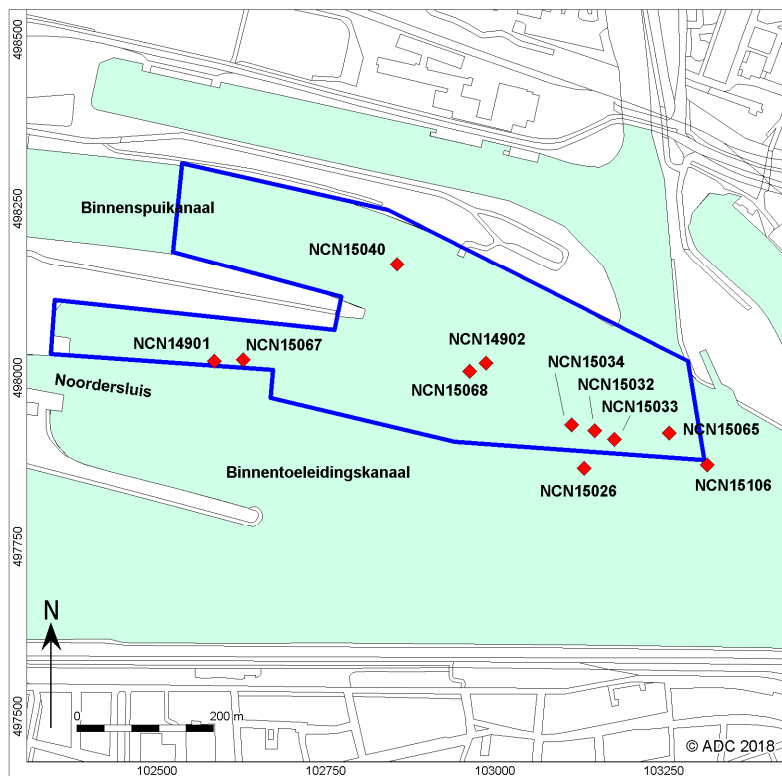 498500
498250
Binnenspuikanaal
NCN15040
NCN14901
NCN15067
NCN14902
498000
NCN15034
NCN15068
NCN15032
Noordersluis
NCN15033
NCN15065
Binnentoeleidingskanaal
NCN15026
NCN15106
497750
N
497500
0
200 m
© ADC 2018
102500
102750
103000
103250